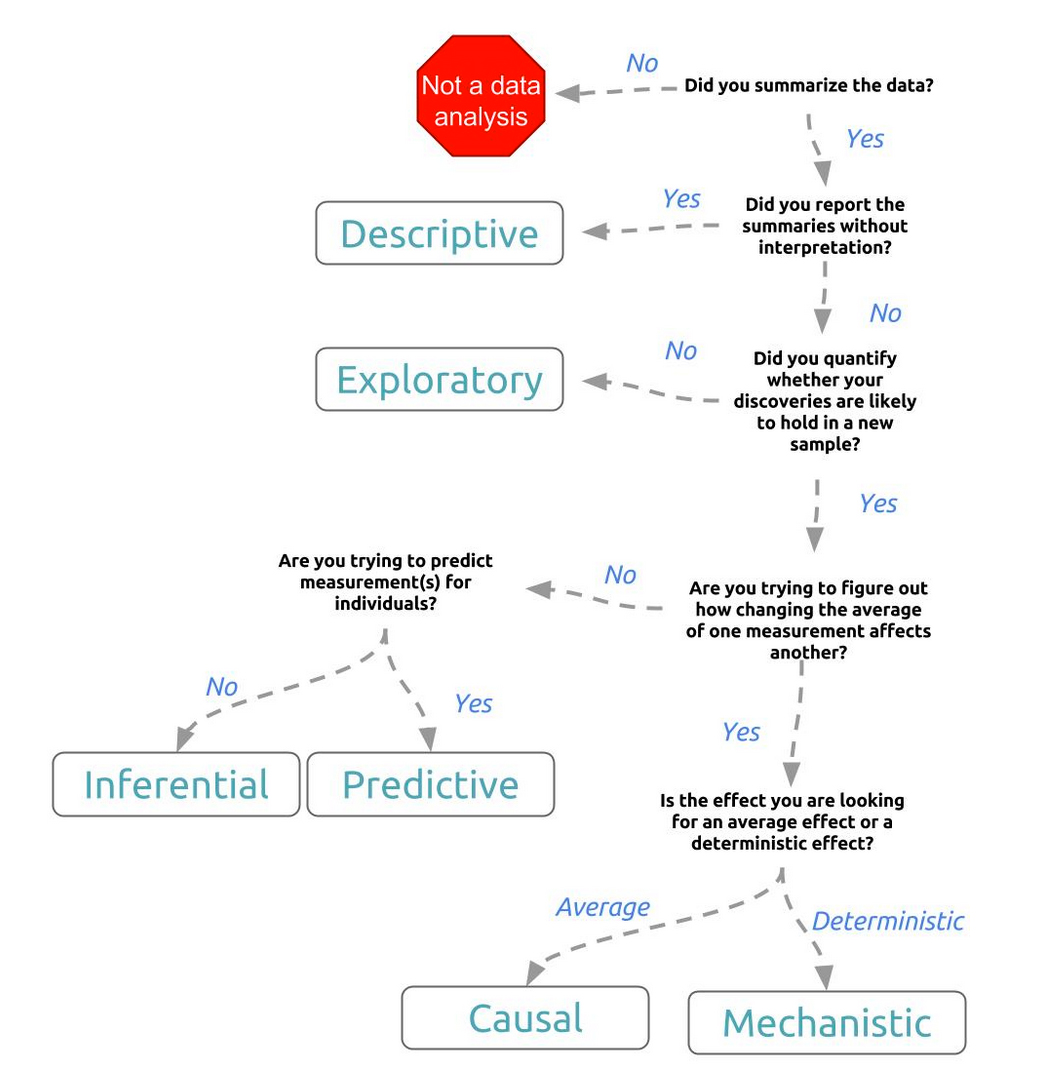 Did you summarize the data?
No
Not a data
analysis
Yes
Did you report the
summaries without
interpretation?
Yes
Descriptive
No
Did you quantify
whether your
discoveries are likely
to hold in a new
sample?
No
Exploratory
Yes
Are you trying to figure out
how changing the average
of one measurement affects
another?
No
Are you trying to predict
measurement(s) for
individuals?
No
Yes
Inferential
Predictive
Yes
Is the effect you are looking
for an average effect or a
deterministic effect?
Average
Deterministic
Causal
Mechanistic